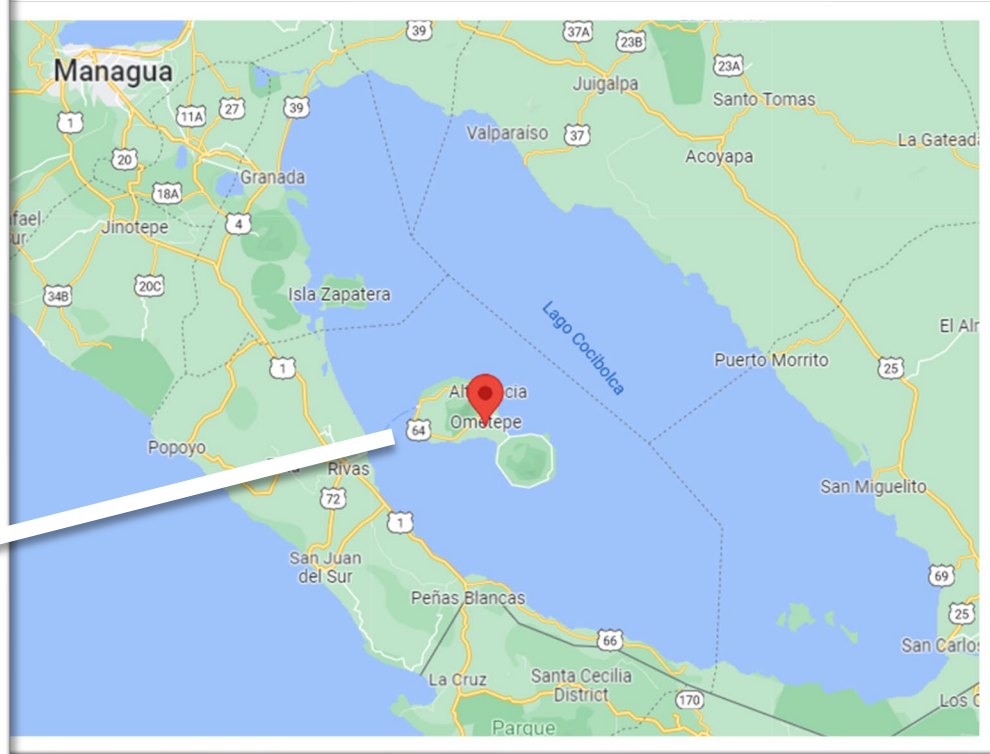 39
37A
23B
23A
Managua
Juigalpa
Santo Tomas
1
11A
27
39
Valparaíso
37
La Gateada
20
Acoyapa
18A
Granada
4
Jinotepe
20C
34B
Isla Zapatera
Lago Cocibolca
Puerto Morrito
25
1
64
Ometepe
Popoyo
Rivas
72
1
San Miguelito
San Juan
del Sur
Peñas Blancas
69
25
66
San Carlos
La Cruz
Santa Cecilia
District
170
Los
Parque